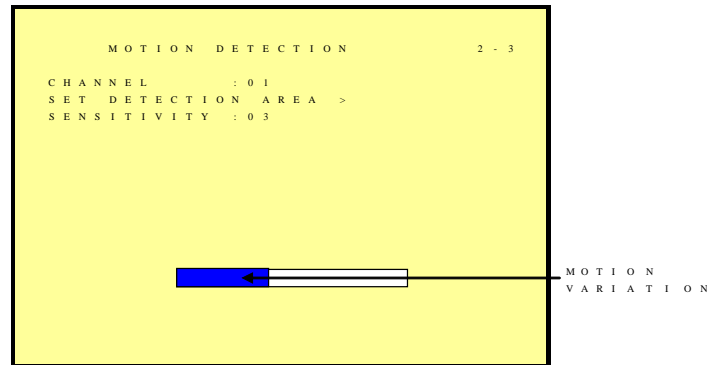 MOTION DETECTION 2-3
CHANNEL :01
SET DETECTION AREA >
SENSITIVITY :03
MOTION
VARIATION